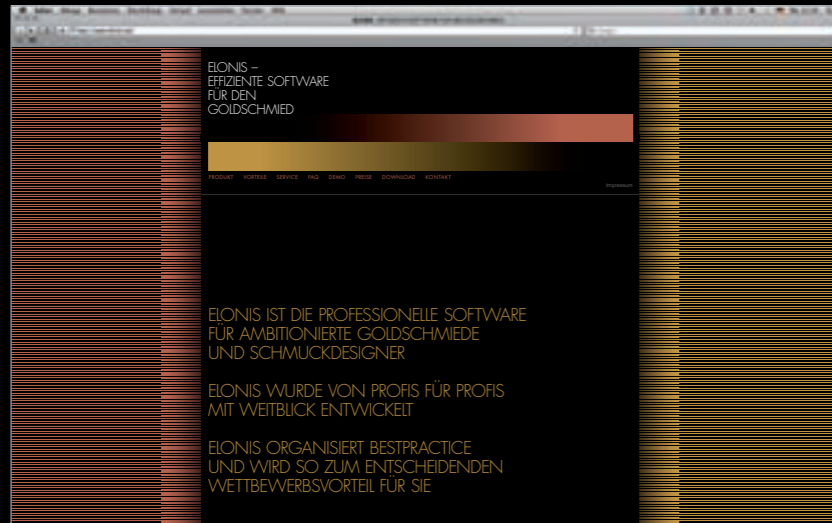 ELONIS –
EFFIZIENTE SOFTWARE
FÜR DEN
GOLDSCHMIED
PRODUKT VORTEILE SERVICE FAQ DEMO PREISE DOWNLOAD KONTAKT
Impressum
ELONIS IST DIE PROFESSIONELLE SOFTWARE
FÜR AMBITIONIERTE GOLDSCHMIEDE
UND SCHMUCKDESIGNER
ELONIS WURDE VON PROFIS FÜR PROFIS
MIT WEITBLICK ENTWICKELT
ELONIS ORGANISIERT BESTPRACTICE
UND WIRD SO ZUM ENTSCHEIDENDEN
WETTBEWERBSVORTEIL FÜR SIE